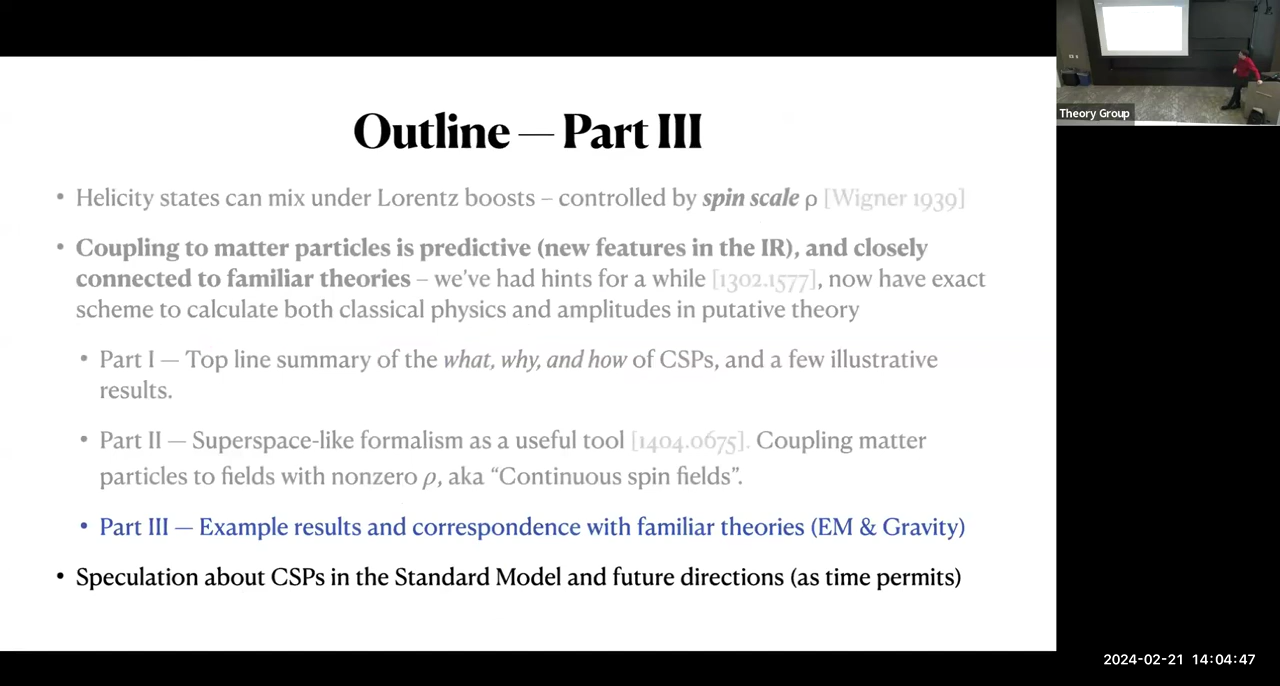 Outline — Part III
• Helicity states can mix under Lorentz boosts – controlled by spin scale ρ [Wigner 1939]
• Coupling to matter particles is predictive (new features in the IR), and closely
connected to familiar theories – we've had hints for a while [1302.1577], now have exact
scheme to calculate both classical physics and amplitudes in putative theory
• Part I — Top line summary of the what, why, and how of CSPs, and a few illustrative
results.
• Part II — Superspace-like formalism as a useful tool [1404.0675]. Coupling matter
particles to fields with nonzero ρ, aka “Continuous spin fields”.
• Part III — Example results and correspondence with familiar theories (EM & Gravity)
• Speculation about CSPs in the Standard Model and future directions (as time permits)
Theory Group
2024-02-21 14:04:47